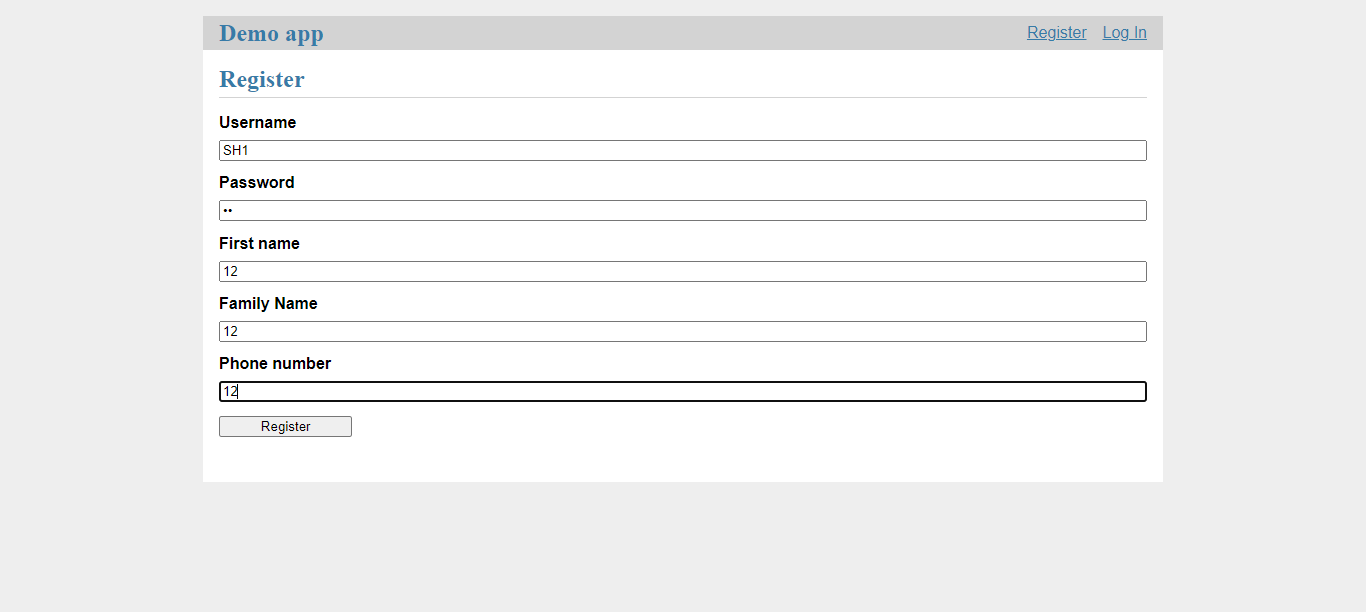 Demo app Register Log In
Register
Username
SH1
Password
••
First name
12
Family Name
12
Phone number
12
Register